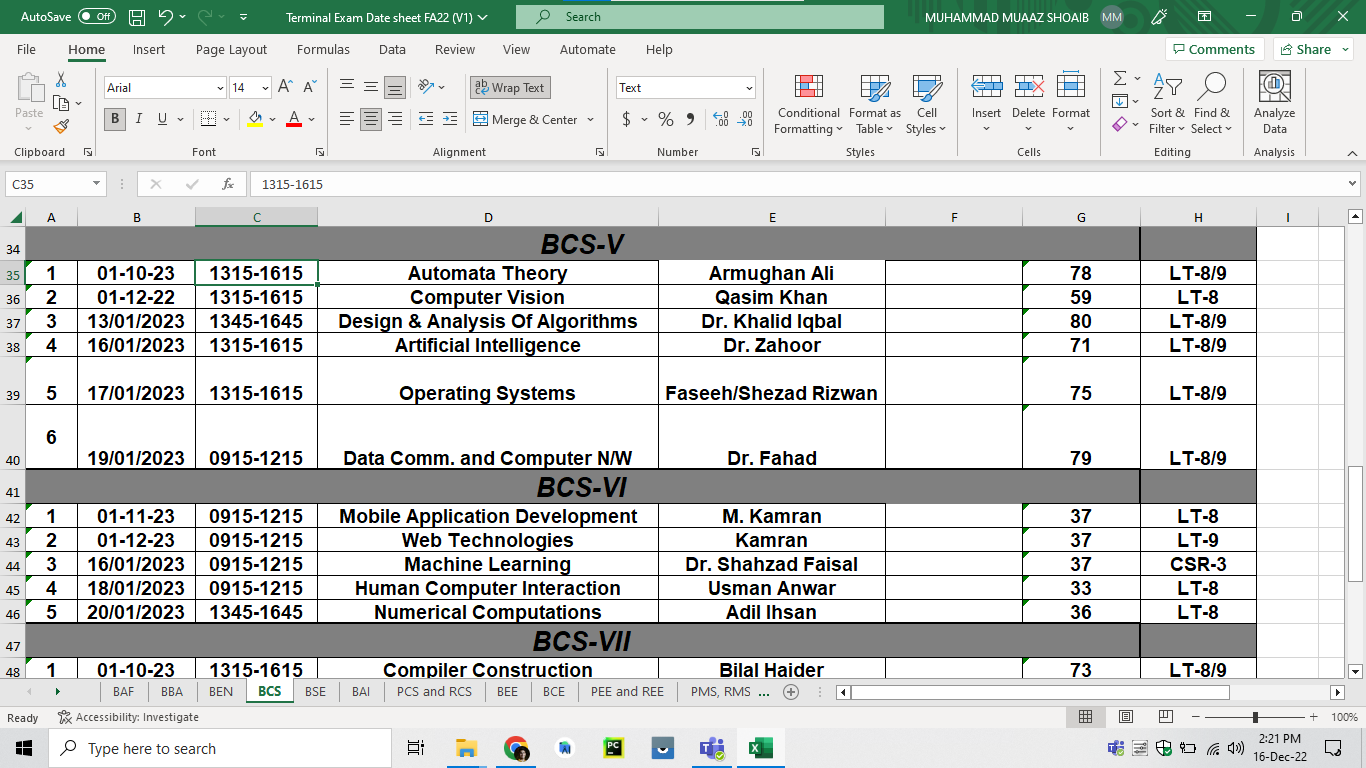 AutoSave Off Terminal Exam Date sheet FA22 (V1) Search MUHAMMAD MUAAZ SHOAIB MM
File Home Insert Page Layout Formulas Data Review View Automate Help Comments Share
Paste Arial 14 A A ab Wrap Text Text Conditional Formatting Format as Table Cell Styles Insert Delete Format Sort & Filter Find & Select Analyze Data
B I U A Merge & Center $ % 9
Clipboard Font Alignment Number Styles Cells Editing Analysis
C35 fx 1315-1615
A B C D E F G H I
34 BCS-V
35 1 01-10-23 1315-1615 Automata Theory Armughan Ali 78 LT-8/9
36 2 01-12-22 1315-1615 Computer Vision Qasim Khan 59 LT-8
37 3 13/01/2023 1345-1645 Design & Analysis Of Algorithms Dr. Khalid Iqbal 80 LT-8/9
38 4 16/01/2023 1315-1615 Artificial Intelligence Dr. Zahoor 71 LT-8/9
39 5 17/01/2023 1315-1615 Operating Systems Faseeh/Shezad Rizwan 75 LT-8/9
40 6 19/01/2023 0915-1215 Data Comm. and Computer N/W Dr. Fahad 79 LT-8/9
41 BCS-VI
42 1 01-11-23 0915-1215 Mobile Application Development M. Kamran 37 LT-8
43 2 01-12-23 0915-1215 Web Technologies Kamran 37 LT-9
44 3 16/01/2023 0915-1215 Machine Learning Dr. Shahzad Faisal 37 CSR-3
45 4 18/01/2023 0915-1215 Human Computer Interaction Usman Anwar 33 LT-8
46 5 20/01/2023 1345-1645 Numerical Computations Adil Ihsan 36 LT-8
47 BCS-VII
48 1 01-10-23 1315-1615 Compiler Construction Bilal Haider 73 LT-8/9
BAF BBA BEN BCS BSE BAI PCS and RCS BEE BCE PEE and REE PMS, RMS ...
Ready Accessibility: Investigate 100%
Type here to search PC 2:21 PM
16-Dec-22